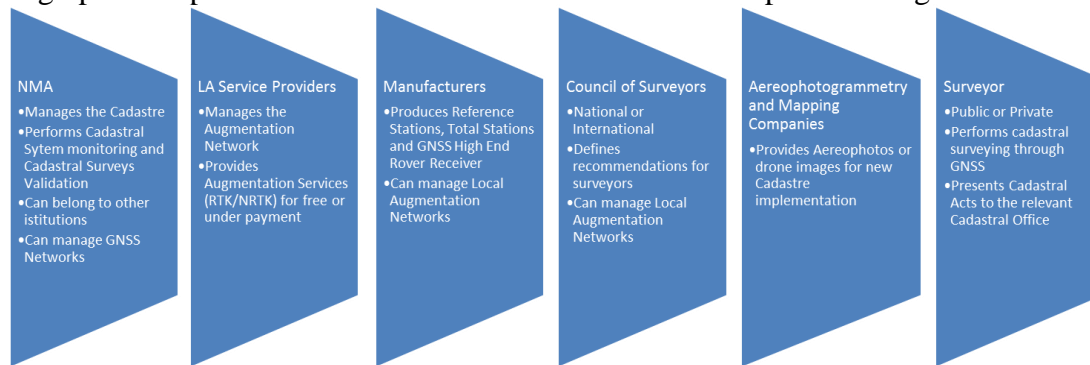 NMA
•Manages the Cadastre
•Performs Cadastral
Sytem monitoring and
Cadastral Surveys
Validation
•Can belong to other
istitutions
•Can manage GNSS
Networks
LA Service Providers
•Manages the
Augmentation
Network
•Provides
Augmentation Services
(RTK/NRTK) for free or
under payment
Manufacturers
•Produces Reference
Stations, Total Stations
and GNSS High End
Rover Receiver
•Can manage Local
Augmentation
Networks
Council of Surveyors
•National or
International
•Defines
recommendations for
surveyors
•Can manage Local
Augmentation
Networks
Aereophotogrammetry
and Mapping
Companies
•Provides Aereophotos or
drone images for new
Cadastre
implementation
Surveyor
•Public or Private
•Performs cadastral
surveying through
GNSS
•Presents Cadastral
Acts to the relevant
Cadastral Office